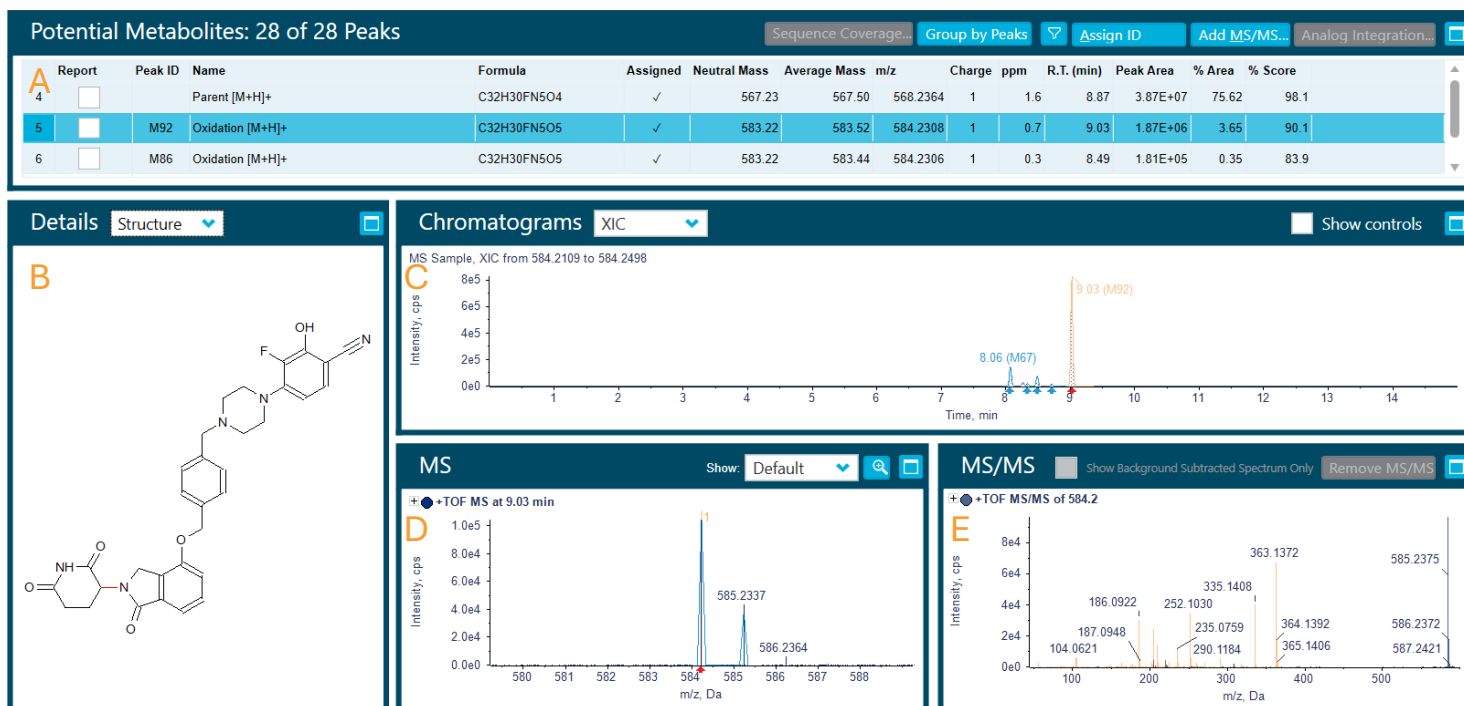 Potential Metabolites: 28 of 28 Peaks Sequence Coverage... Group by Peaks Assign ID Add MS/MS... Analog Integration...
A Report Peak ID Name Formula Assigned Neutral Mass Average Mass m/z Charge ppm R.T. (min) Peak Area % Area % Score
4 Parent [M+H]+ C32H30FN5O4 ✓ 567.23 567.50 568.2364 1 1.6 8.87 3.87E+07 75.62 98.1
5 M92 Oxidation [M+H]+ C32H30FN5O5 ✓ 583.22 583.52 584.2308 1 0.7 9.03 1.87E+06 3.65 90.1
6 M86 Oxidation [M+H]+ C32H30FN5O5 ✓ 583.22 583.44 584.2306 1 0.3 8.49 1.81E+05 0.35 83.9
Details Structure
B
OH
F
N
N
N
O
O
NH
O
N
O
Chromatograms XIC Show controls
MS Sample, XIC from 584.2109 to 584.2498
C
Intensity, cps
8e5
6e5
4e5
2e5
0e0
9.03 (M92)
8.06 (M67)
1 2 3 4 5 6 7 8 9 10 11 12 13 14
Time, min
MS Show: Default
+TOF MS at 9.03 min
D
Intensity, cps
1.0e5
8.0e4
6.0e4
4.0e4
2.0e4
0.0e0
1
585.2337
586.2364
580 581 582 583 584 585 586 587 588
m/z, Da
MS/MS Show Background Subtracted Spectrum Only Remove MS/MS
+TOF MS/MS of 584.2
E
Intensity, cps
8e4
6e4
4e4
2e4
0e0
363.1372
585.2375
335.1408
186.0922 252.1030
187.0948 235.0759 364.1392 586.2372
104.0621 290.1184 365.1406 587.2421
100 200 300 400 500
m/z, Da